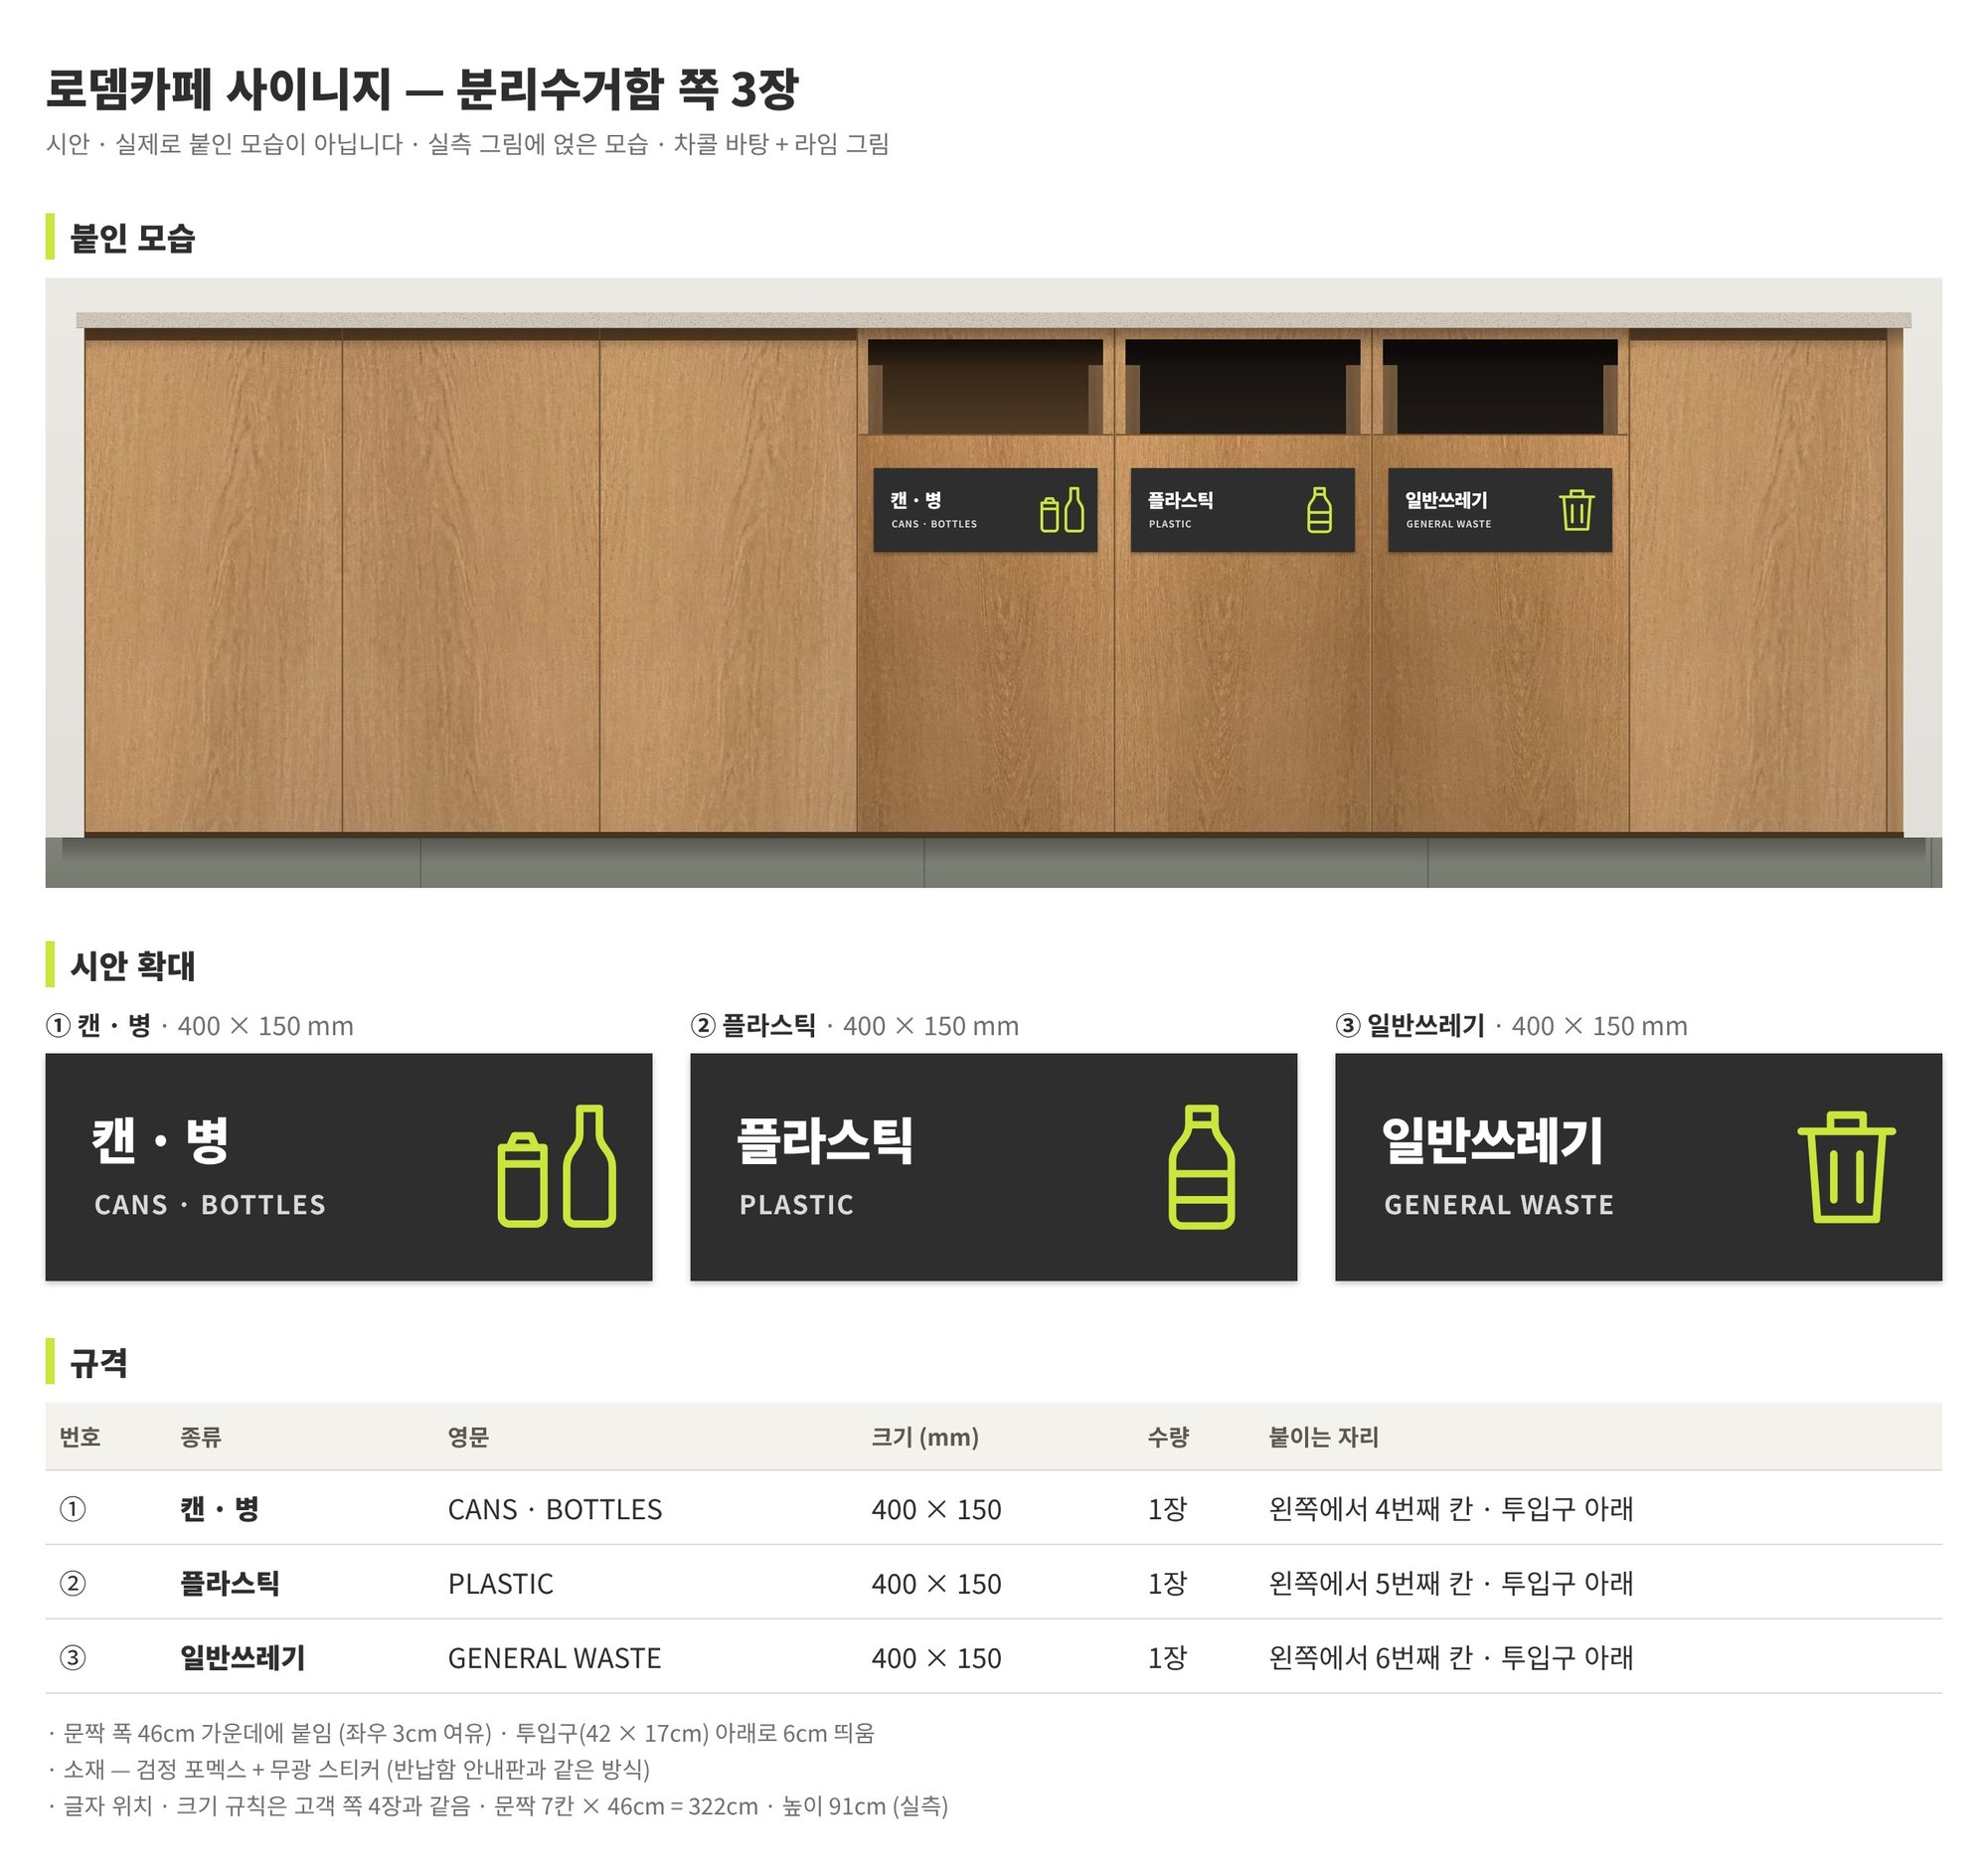 로뎀카페 사이니지 — 분리수거함 쪽 3장
시안 · 실제로 붙인 모습이 아닙니다 · 실측 그림에 얹은 모습 · 차콜 바탕 + 라임 그림
붙인 모습
캔 · 병
CANS · BOTTLES
플라스틱
PLASTIC
일반쓰레기
GENERAL WASTE
시안 확대
① 캔 · 병 · 400 × 150 mm
② 플라스틱 · 400 × 150 mm
③ 일반쓰레기 · 400 × 150 mm
캔 · 병
CANS · BOTTLES
플라스틱
PLASTIC
일반쓰레기
GENERAL WASTE
규격
번호 종류 영문 크기 (mm) 수량 붙이는 자리
① 캔 · 병 CANS · BOTTLES 400 × 150 1장 왼쪽에서 4번째 칸 · 투입구 아래
② 플라스틱 PLASTIC 400 × 150 1장 왼쪽에서 5번째 칸 · 투입구 아래
③ 일반쓰레기 GENERAL WASTE 400 × 150 1장 왼쪽에서 6번째 칸 · 투입구 아래
· 문짝 폭 46cm 가운데에 붙임 (좌우 3cm 여유) · 투입구(42 × 17cm) 아래로 6cm 띄움
· 소재 — 검정 포멕스 + 무광 스티커 (반납함 안내판과 같은 방식)
· 글자 위치 · 크기 규칙은 고객 쪽 4장과 같음 · 문짝 7칸 × 46cm = 322cm · 높이 91cm (실측)